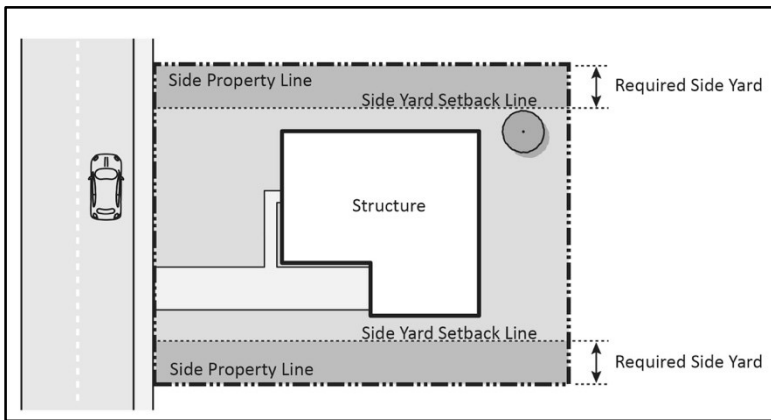 Side Property Line
Required Side Yard
Side Yard Setback Line
Structure
Side Yard Setback Line
Side Property Line
Required Side Yard